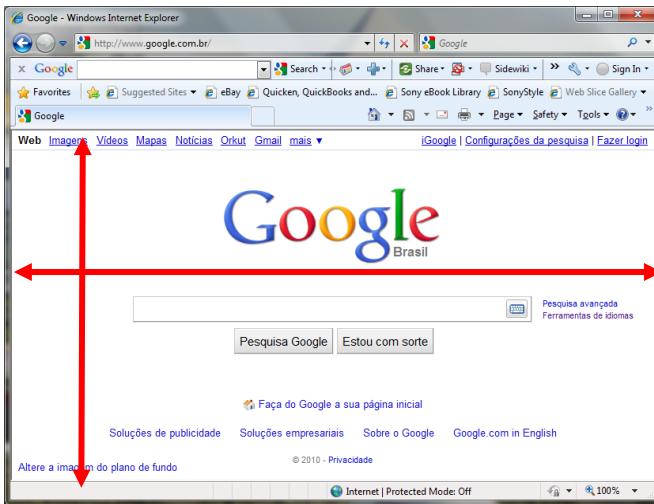 Google - Windows Internet Explorer
http://www.google.com.br/ Google
x Google Search Share Sidewiki » Sign In
Favorites Suggested Sites eBay Quicken, QuickBooks and... Sony eBook Library SonyStyle Web Slice Gallery
Google Page Safety Tools »
Web Imagens Vídeos Mapas Notícias Orkut Gmail mais ▼ iGoogle | Configurações da pesquisa | Fazer login
Google
Brasil
Pesquisa avançada
Ferramentas de idiomas
Pesquisa Google Estou com sorte
Faça do Google a sua página inicial
Soluções de publicidade Soluções empresariais Sobre o Google Google.com in English
© 2010 - Privacidade
Altere a imagem do plano de fundo
Internet | Protected Mode: Off 100%